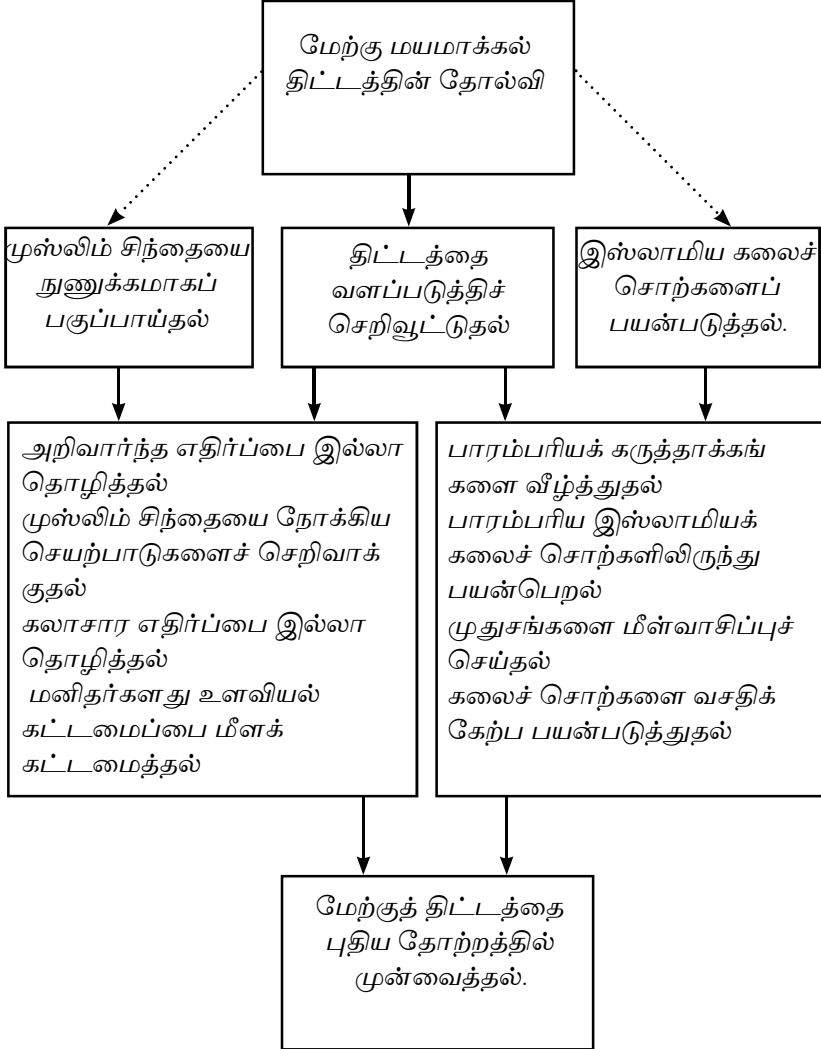 மேற்கு மயமாக்கல்
திட்டத்தின் தோல்வி
முஸ்லிம் சிந்தையை
நுணுக்கமாகப்
பகுப்பாய்தல்
திட்டத்தை
வளப்படுத்திச்
செறிவூட்டுதல்
இஸ்லாமிய கலைச்
சொற்களைப்
பயன்படுத்தல்.
அறிவார்ந்த எதிர்ப்பை இல்லா
தொழித்தல்
முஸ்லிம் சிந்தையை நோக்கிய
செயற்பாடுகளைச் செறிவாக்
குதல்
கலாசார எதிர்ப்பை இல்லா
தொழித்தல்
மனிதர்களது உளவியல்
கட்டமைப்பை மீளக்
கட்டமைத்தல்
பாரம்பரியக் கருத்தாக்கங்
களை வீழ்த்துதல்
பாரம்பரிய இஸ்லாமியக்
கலைச் சொற்களிலிருந்து
பயன்பெறல்
முதுசங்களை மீள்வாசிப்புச்
செய்தல்
கலைச் சொற்களை வசதிக்
கேற்ப பயன்படுத்துதல்
மேற்குத் திட்டத்தை
புதிய தோற்றத்தில்
முன்வைத்தல்.